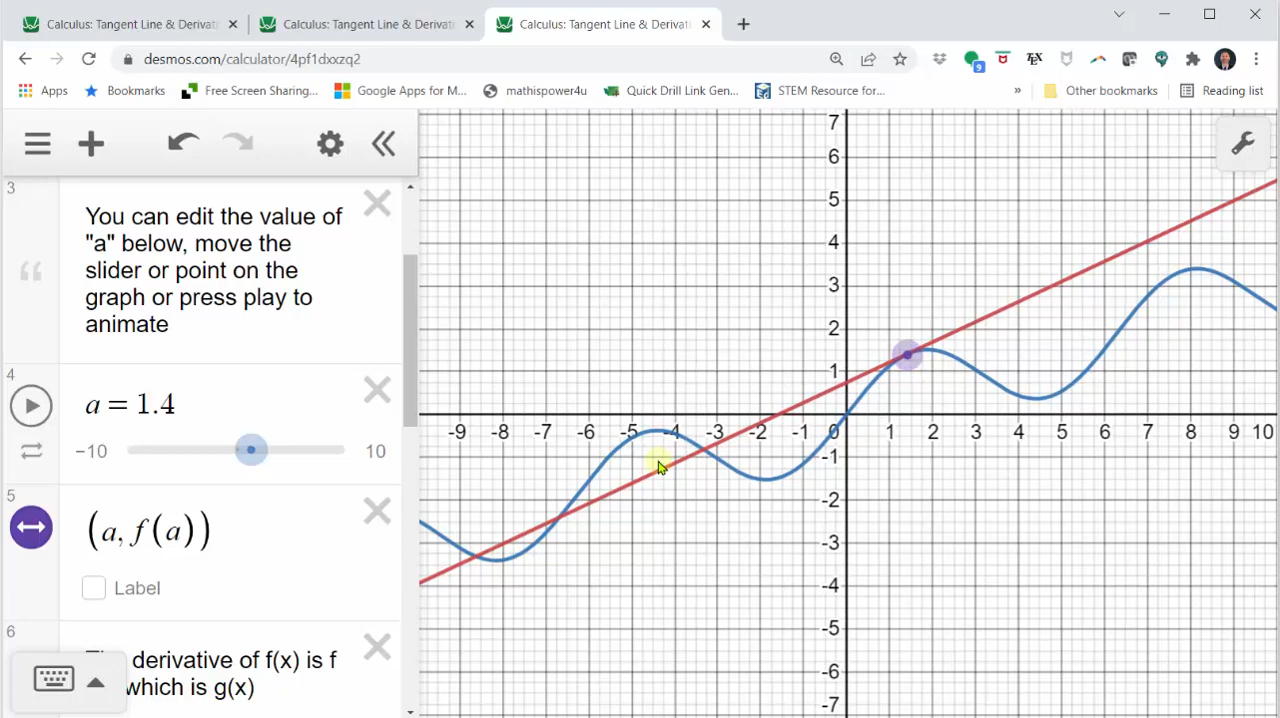 Calculus: Tangent Line & Derivat
Calculus: Tangent Line & Derivate
Calculus: Tangent Line & Derivati
desmos.com/calculator/4pf1dxxzq2
9
TEX
Apps
Bookmarks
Free Screen Sharing...
Google Apps for M...
mathispower4u
Quick Drill Link Gen...
STEM Resource for...
»
Other bookmarks
Reading list
3
You can edit the value of
"a" below, move the
slider or point on the
graph or press play to
animate
4
a = 1.4
−10
10
5
(a, f(a))
Label
6
derivative of f(x) is f
which is g(x)
7
6
5
4
3
2
1
-9 -8 -7 -6 -5 -4 -3 -2 -1 0 1 2 3 4 5 6 7 8 9 10
-1
-2
-3
-4
-5
-6
-7